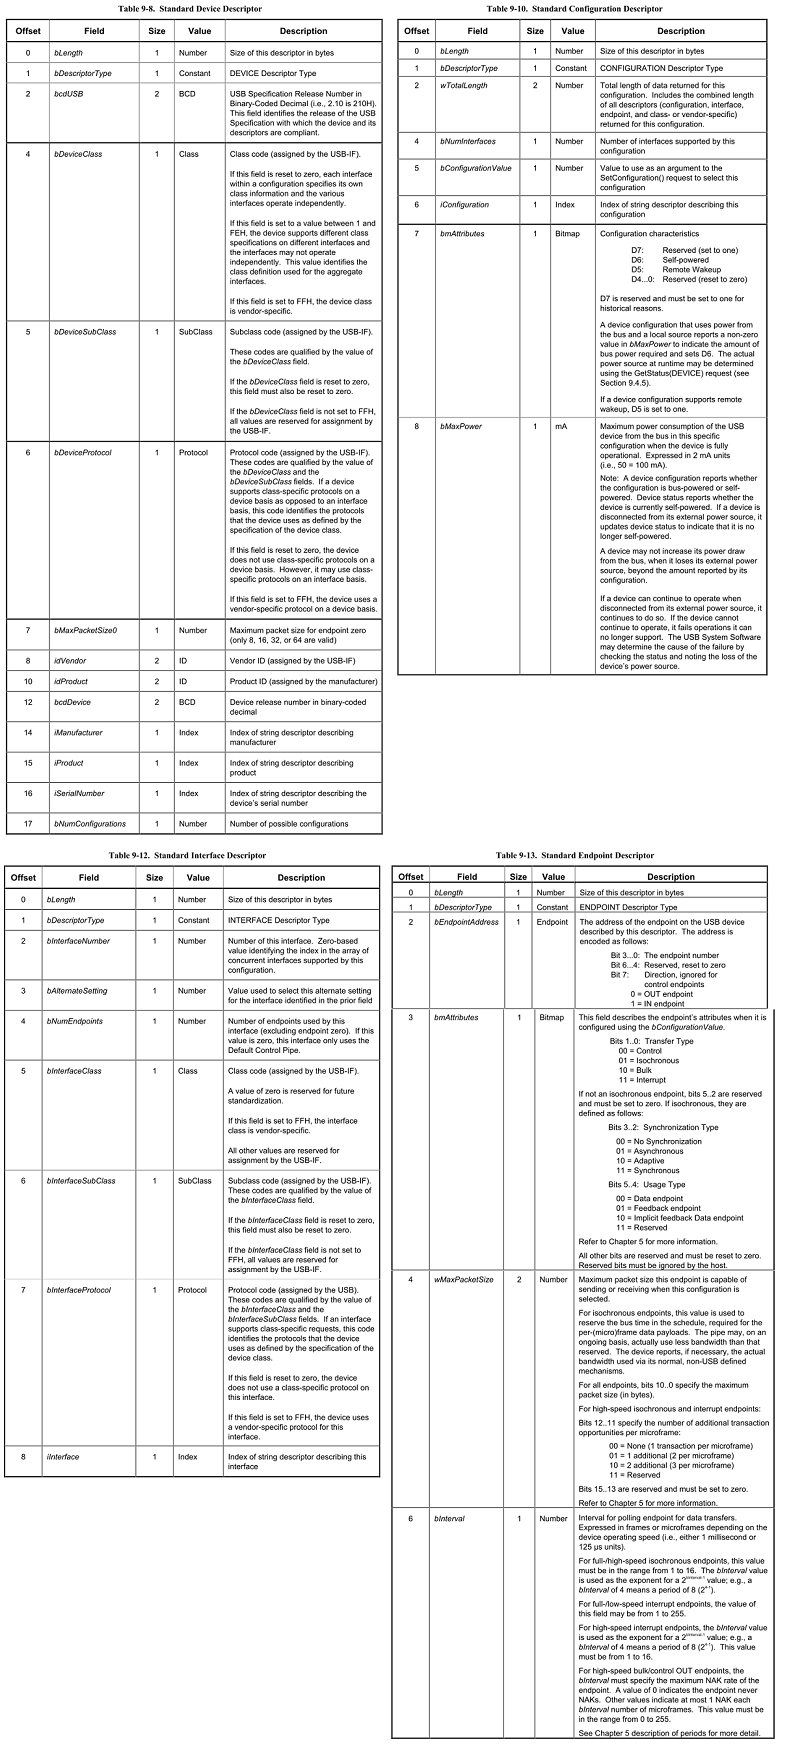 Table 9-8. Standard Device Descriptor
Offset Field Size Value Description
0 bLength 1 Number Size of this descriptor in bytes
1 bDescriptorType 1 Constant DEVICE Descriptor Type
2 bcdUSB 2 BCD USB Specification Release Number in
Binary-Coded Decimal (i.e., 2.10 is 210H).
This field identifies the release of the USB
Specification with which the device and its
descriptors are compliant.
4 bDeviceClass 1 Class Class code (assigned by the USB-IF).
If this field is reset to zero, each interface
within a configuration specifies its own
class information and the various
interfaces operate independently.
If this field is set to a value between 1 and
FEH, the device supports different class
specifications on different interfaces and
the interfaces may not operate
independently. This value identifies the
class definition used for the aggregate
interfaces.
If this field is set to FFH, the device class
is vendor-specific.
5 bDeviceSubClass 1 SubClass Subclass code (assigned by the USB-IF).
These codes are qualified by the value of
the bDeviceClass field.
If the bDeviceClass field is reset to zero,
this field must also be reset to zero.
If the bDeviceClass field is not set to FFH,
all values are reserved for assignment by
the USB-IF.
6 bDeviceProtocol 1 Protocol Protocol code (assigned by the USB-IF).
These codes are qualified by the value of
the bDeviceClass and the
bDeviceSubClass fields. If a device
supports class-specific protocols on a
device basis as opposed to an interface
basis, this code identifies the protocols
that the device uses as defined by the
specification of the device class.
If this field is reset to zero, the device
does not use class-specific protocols on a
device basis. However, it may use class-
specific protocols on an interface basis.
If this field is set to FFH, the device uses a
vendor-specific protocol on a device basis.
7 bMaxPacketSize0 1 Number Maximum packet size for endpoint zero
(only 8, 16, 32, or 64 are valid)
8 idVendor 2 ID Vendor ID (assigned by the USB-IF)
10 idProduct 2 ID Product ID (assigned by the manufacturer)
12 bcdDevice 2 BCD Device release number in binary-coded
decimal
14 iManufacturer 1 Index Index of string descriptor describing
manufacturer
15 iProduct 1 Index Index of string descriptor describing
product
16 iSerialNumber 1 Index Index of string descriptor describing the
device's serial number
17 bNumConfigurations 1 Number Number of possible configurations
Table 9-10. Standard Configuration Descriptor
Offset Field Size Value Description
0 bLength 1 Number Size of this descriptor in bytes
1 bDescriptorType 1 Constant CONFIGURATION Descriptor Type
2 wTotalLength 2 Number Total length of data returned for this
configuration. Includes the combined length
of all descriptors (configuration, interface,
endpoint, and class- or vendor-specific)
returned for this configuration.
4 bNumInterfaces 1 Number Number of interfaces supported by this
configuration
5 bConfigurationValue 1 Number Value to use as an argument to the
SetConfiguration() request to select this
configuration
6 iConfiguration 1 Index Index of string descriptor describing this
configuration
7 bmAttributes 1 Bitmap Configuration characteristics
D7: Reserved (set to one)
D6: Self-powered
D5: Remote Wakeup
D4...0: Reserved (reset to zero)
D7 is reserved and must be set to one for
historical reasons.
A device configuration that uses power from
the bus and a local source reports a non-zero
value in bMaxPower to indicate the amount of
bus power required and sets D6. The actual
power source at runtime may be determined
using the GetStatus(DEVICE) request (see
Section 9.4.5).
If a device configuration supports remote
wakeup, D5 is set to one.
8 bMaxPower 1 mA Maximum power consumption of the USB
device from the bus in this specific
configuration when the device is fully
operational. Expressed in 2 mA units
(i.e., 50 = 100 mA).
Note: A device configuration reports whether
the configuration is bus-powered or self-
powered. Device status reports whether the
device is currently self-powered. If a device is
disconnected from its external power source, it
updates device status to indicate that it is no
longer self-powered.
A device may not increase its power draw
from the bus, when it loses its external power
source, beyond the amount reported by its
configuration.
If a device can continue to operate when
disconnected from its external power source, it
continues to do so. If the device cannot
continue to operate, it fails operations it can
no longer support. The USB System Software
may determine the cause of the failure by
checking the status and noting the loss of the
device's power source.
Table 9-12. Standard Interface Descriptor
Offset Field Size Value Description
0 bLength 1 Number Size of this descriptor in bytes
1 bDescriptorType 1 Constant INTERFACE Descriptor Type
2 bInterfaceNumber 1 Number Number of this interface. Zero-based
value identifying the index in the array of
concurrent interfaces supported by this
configuration.
3 bAlternateSetting 1 Number Value used to select this alternate setting
for the interface identified in the prior field
4 bNumEndpoints 1 Number Number of endpoints used by this
interface (excluding endpoint zero). If this
value is zero, this interface only uses the
Default Control Pipe.
5 bInterfaceClass 1 Class Class code (assigned by the USB-IF).
A value of zero is reserved for future
standardization.
If this field is set to FFH, the interface
class is vendor-specific.
All other values are reserved for
assignment by the USB-IF.
6 bInterfaceSubClass 1 SubClass Subclass code (assigned by the USB-IF).
These codes are qualified by the value of
the bInterfaceClass field.
If the bInterfaceClass field is reset to zero,
this field must also be reset to zero.
If the bInterfaceClass field is not set to
FFH, all values are reserved for
assignment by the USB-IF.
7 bInterfaceProtocol 1 Protocol Protocol code (assigned by the USB).
These codes are qualified by the value of
the bInterfaceClass and the
bInterfaceSubClass fields. If an interface
supports class-specific requests, this code
identifies the protocols that the device
uses as defined by the specification of the
device class.
If this field is reset to zero, the device
does not use a class-specific protocol on
this interface.
If this field is set to FFH, the device uses
a vendor-specific protocol for this
interface.
8 iInterface 1 Index Index of string descriptor describing this
interface
Table 9-13. Standard Endpoint Descriptor
Offset Field Size Value Description
0 bLength 1 Number Size of this descriptor in bytes
1 bDescriptorType 1 Constant ENDPOINT Descriptor Type
2 bEndpointAddress 1 Endpoint The address of the endpoint on the USB device
described by this descriptor. The address is
encoded as follows:
Bit 3...0: The endpoint number
Bit 6...4: Reserved, reset to zero
Bit 7: Direction, ignored for
control endpoints
0 = OUT endpoint
1 = IN endpoint
3 bmAttributes 1 Bitmap This field describes the endpoint's attributes when it is
configured using the bConfigurationValue.
Bits 1..0: Transfer Type
00 = Control
01 = Isochronous
10 = Bulk
11 = Interrupt
If not an isochronous endpoint, bits 5..2 are reserved
and must be set to zero. If isochronous, they are
defined as follows:
Bits 3..2: Synchronization Type
00 = No Synchronization
01 = Asynchronous
10 = Adaptive
11 = Synchronous
Bits 5..4: Usage Type
00 = Data endpoint
01 = Feedback endpoint
10 = Implicit feedback Data endpoint
11 = Reserved
Refer to Chapter 5 for more information.
All other bits are reserved and must be reset to zero.
Reserved bits must be ignored by the host.
4 wMaxPacketSize 2 Number Maximum packet size this endpoint is capable of
sending or receiving when this configuration is
selected.
For isochronous endpoints, this value is used to
reserve the bus time in the schedule, required for the
per-(micro)frame data payloads. The pipe may, on an
ongoing basis, actually use less bandwidth than that
reserved. The device reports, if necessary, the actual
bandwidth used via its normal, non-USB defined
mechanisms.
For all endpoints, bits 10..0 specify the maximum
packet size (in bytes).
For high-speed isochronous and interrupt endpoints:
Bits 12..11 specify the number of additional transaction
opportunities per microframe:
00 = None (1 transaction per microframe)
01 = 1 additional (2 per microframe)
10 = 2 additional (3 per microframe)
11 = Reserved
Bits 15..13 are reserved and must be set to zero.
Refer to Chapter 5 for more information.
6 bInterval 1 Number Interval for polling endpoint for data transfers.
Expressed in frames or microframes depending on the
device operating speed (i.e., either 1 millisecond or
125 µs units).
For full-/high-speed isochronous endpoints, this value
must be in the range from 1 to 16. The bInterval value
is used as the exponent for a 2^bInterval-1 value; e.g., a
bInterval of 4 means a period of 8 (2^4-1).
For full-/low-speed interrupt endpoints, the value of
this field may be from 1 to 255.
For high-speed interrupt endpoints, the bInterval value
is used as the exponent for a 2^bInterval-1 value; e.g., a
bInterval of 4 means a period of 8 (2^4-1). This value
must be from 1 to 16.
For high-speed bulk/control OUT endpoints, the
bInterval must specify the maximum NAK rate of the
endpoint. A value of 0 indicates the endpoint never
NAKs. Other values indicate at most 1 NAK each
bInterval number of microframes. This value must be
in the range from 0 to 255.
See Chapter 5 description of periods for more detail.